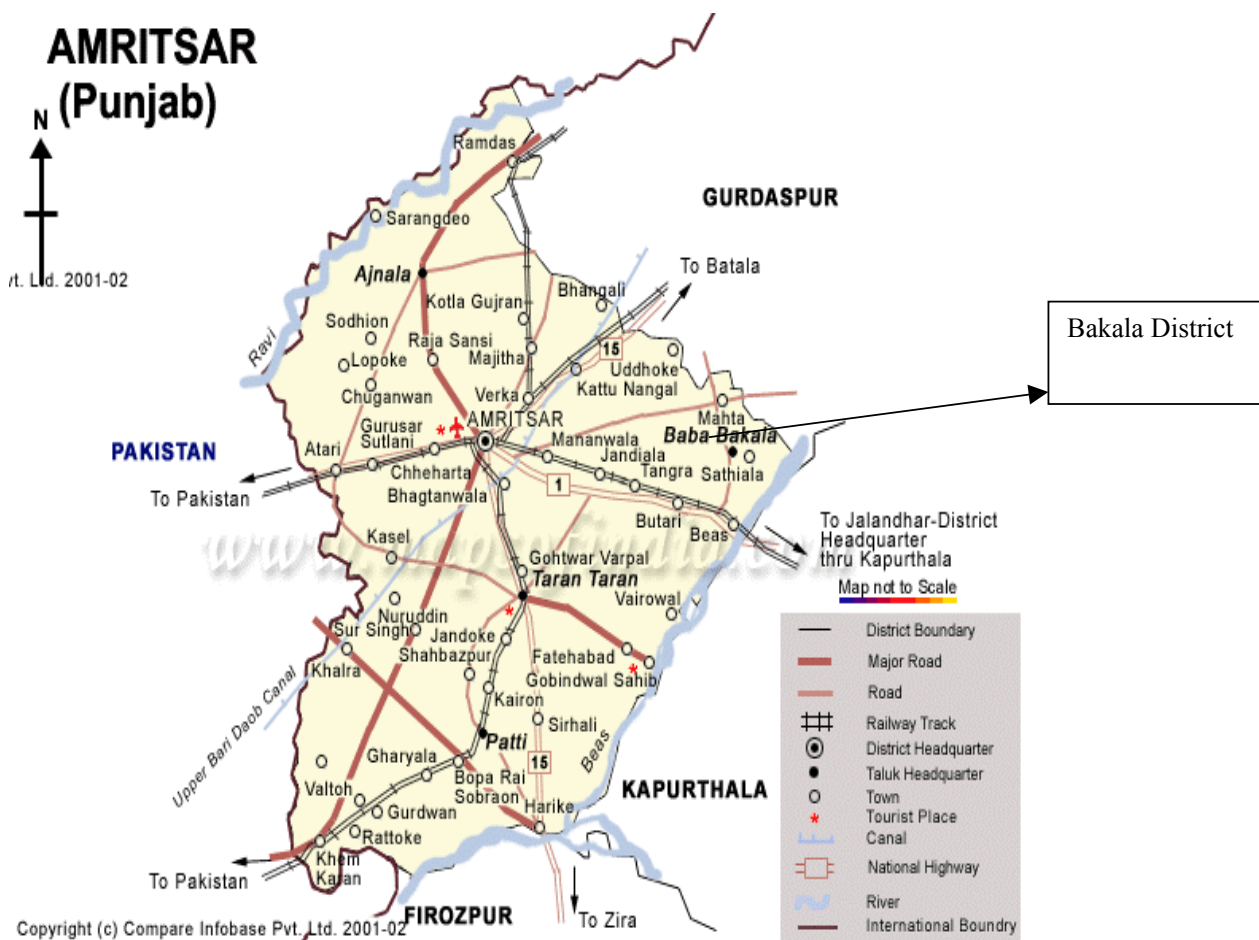 AMRITSAR
(Punjab)
N
vt. Ltd. 2001-02
Ramdas
GURDASPUR
Sarangdeo
Ajnala
To Batala
Bhangali
Kotla Gujran
Bakala District
Sodhion
Ravi
Raja Sansi
Majitha
15
Lopoke
Uddhoke
Kattu Nangal
Chuganwan
Verka
Mahta
AMRITSAR
Gurusar
Sutlani
Baba Bakala
PAKISTAN
Atari
Mananwala
Jandiala
Sathiala
Tangra
Chheharta
To Pakistan
Bhagtanwala
1
Butari
Beas
To Jalandhar-District
Headquarter
thru Kapurthala
Kasel
www.mapsofindia.com
Gohtwar Varpal
Taran Taran
Map not to Scale
Vairowal
Nuruddin
Sur Singh
Jandoke
Shahbazpur
Fatehabad
Gobindwal Sahib
Khalra
Kairon
Upper Bari Daob Canal
Sirhali
Patti
Beas
Gharyala
15
Bopa Rai
Sobraon
KAPURTHALA
Valtoh
Harike
Gurdwan
Rattoke
Khem
Karan
To Pakistan
FIROZPUR
To Zira
District Boundary
Major Road
Road
Railway Track
District Headquarter
Taluk Headquarter
Town
Tourist Place
Canal
National Highway
River
International Boundry
Copyright (c) Compare Infobase Pvt. Ltd. 2001-02